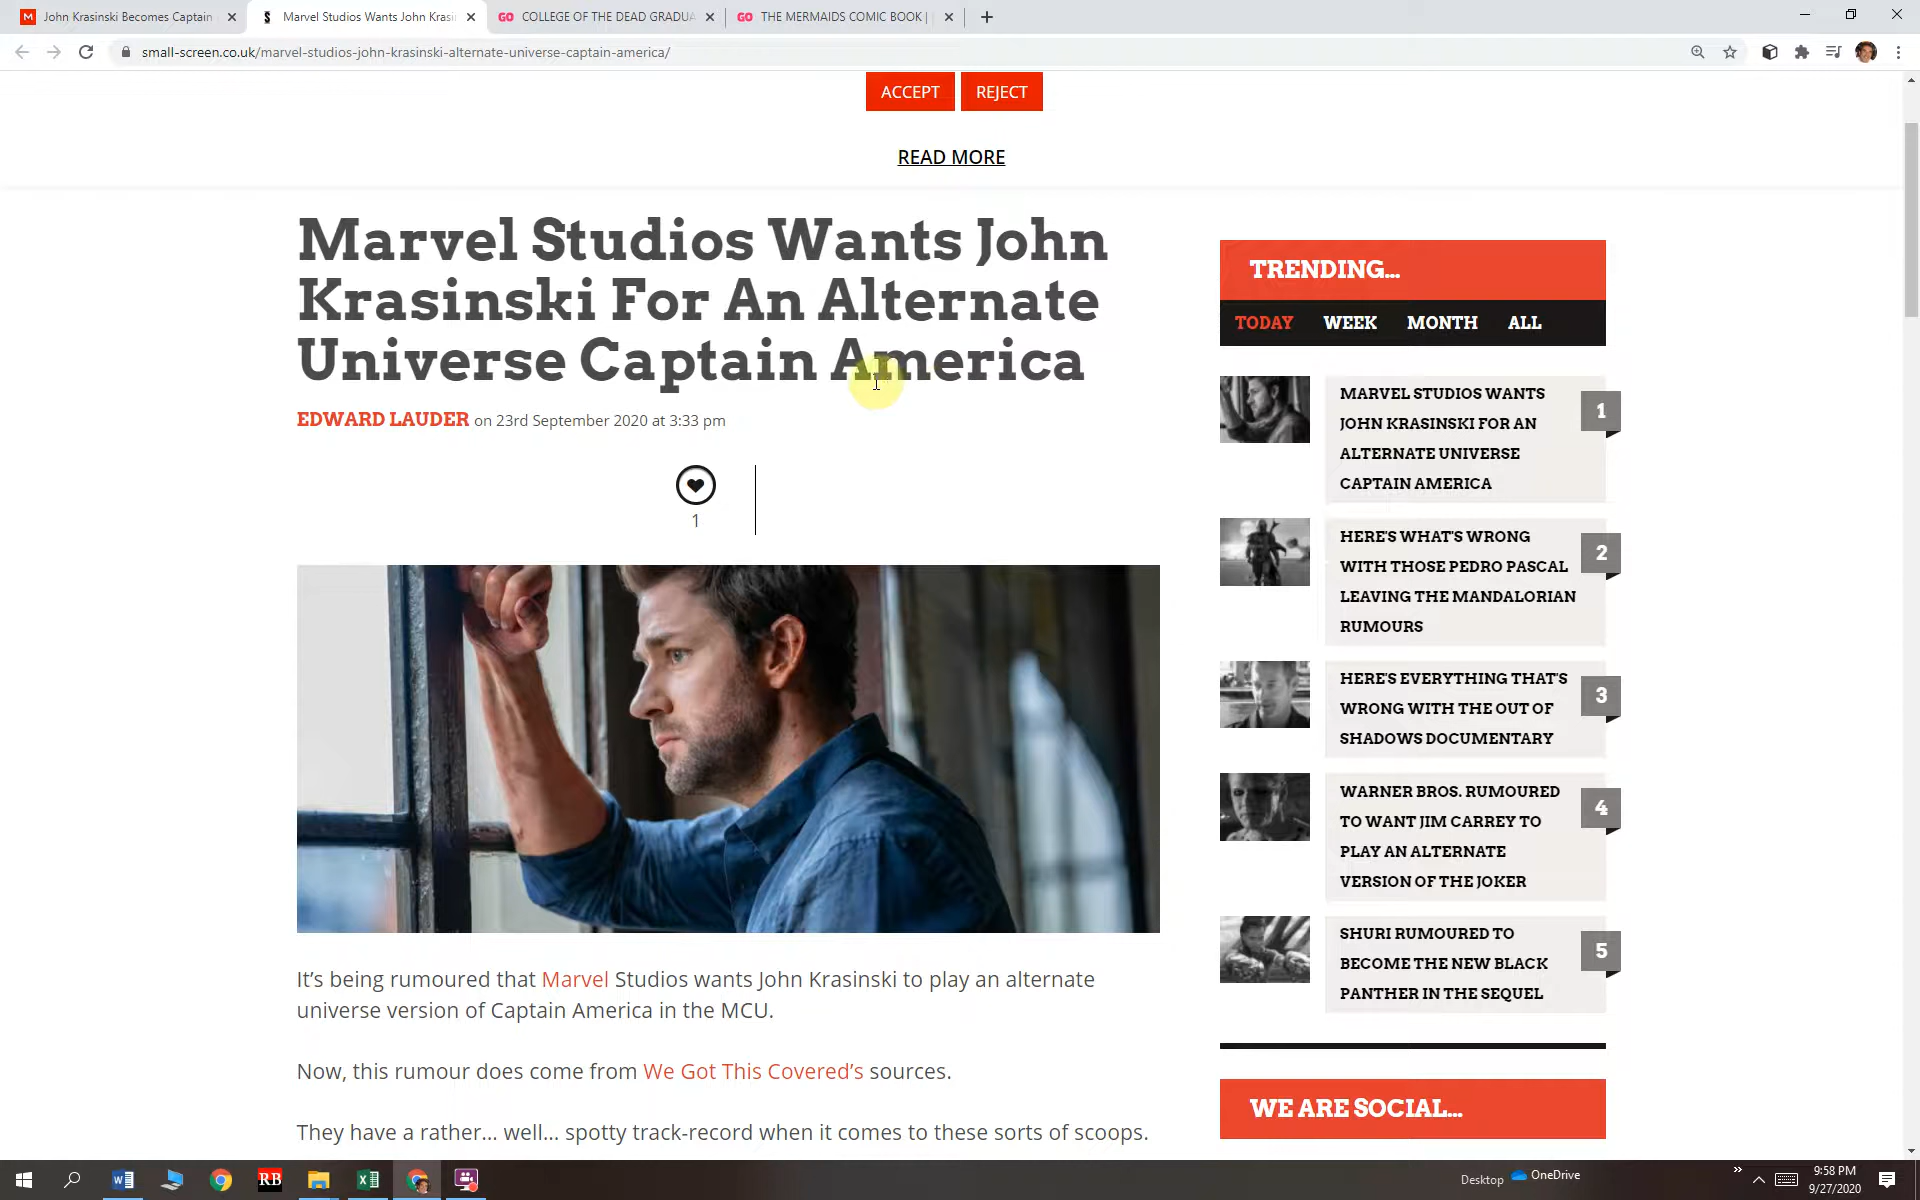 John Krasinski Becomes Captain
Marvel Studios Wants John Krasi
GO COLLEGE OF THE DEAD GRADUA
GO THE MERMAIDS COMIC BOOK |
small-screen.co.uk/marvel-studios-john-krasinski-alternate-universe-captain-america/
ACCEPT REJECT
READ MORE
Marvel Studios Wants John
Krasinski For An Alternate
Universe Captain America
EDWARD LAUDER on 23rd September 2020 at 3:33 pm
1
It's being rumoured that Marvel Studios wants John Krasinski to play an alternate
universe version of Captain America in the MCU.
Now, this rumour does come from We Got This Covered's sources.
They have a rather... well... spotty track-record when it comes to these sorts of scoops.
TRENDING...
TODAY WEEK MONTH ALL
MARVEL STUDIOS WANTS
JOHN KRASINSKI FOR AN
ALTERNATE UNIVERSE
CAPTAIN AMERICA
1
HERE'S WHAT'S WRONG
WITH THOSE PEDRO PASCAL
LEAVING THE MANDALORIAN
RUMOURS
2
HERE'S EVERYTHING THAT'S
WRONG WITH THE OUT OF
SHADOWS DOCUMENTARY
3
WARNER BROS. RUMOURED
TO WANT JIM CARREY TO
PLAY AN ALTERNATE
VERSION OF THE JOKER
4
SHURI RUMOURED TO
BECOME THE NEW BLACK
PANTHER IN THE SEQUEL
5
WE ARE SOCIAL...
RB
Desktop
OneDrive
9:58 PM
9/27/2020